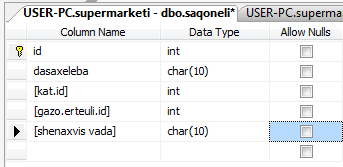 USER-PC.supermarketi - dbo.saqoneli* USER-PC.superma
Column Name Data Type Allow Nulls
id int
dasaxeleba char(10)
[kat.id] int
[gazo.erteuli.id] int
[shenaxvis vada] char(10)